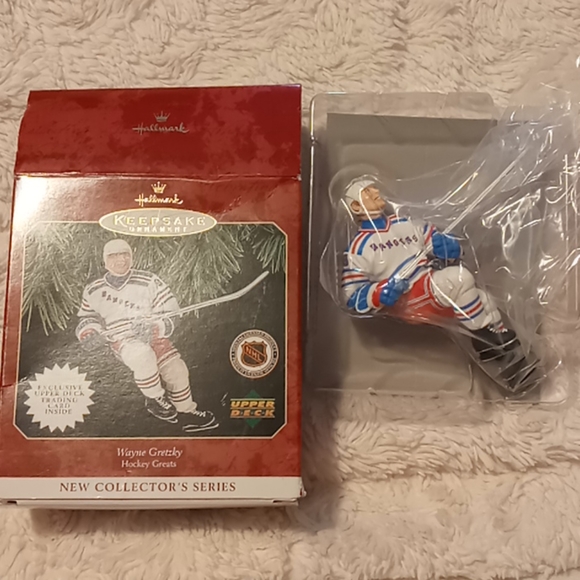 Hallmark
Hallmark
KEEPSAKE
ORNAMENT
RANGERS
RANGERS
NHL
EXCLUSIVE
UPPER DECK
TRADING
CARD
INSIDE
UPPER
DECK
Wayne Gretzky
Hockey Greats
NEW COLLECTOR'S SERIES